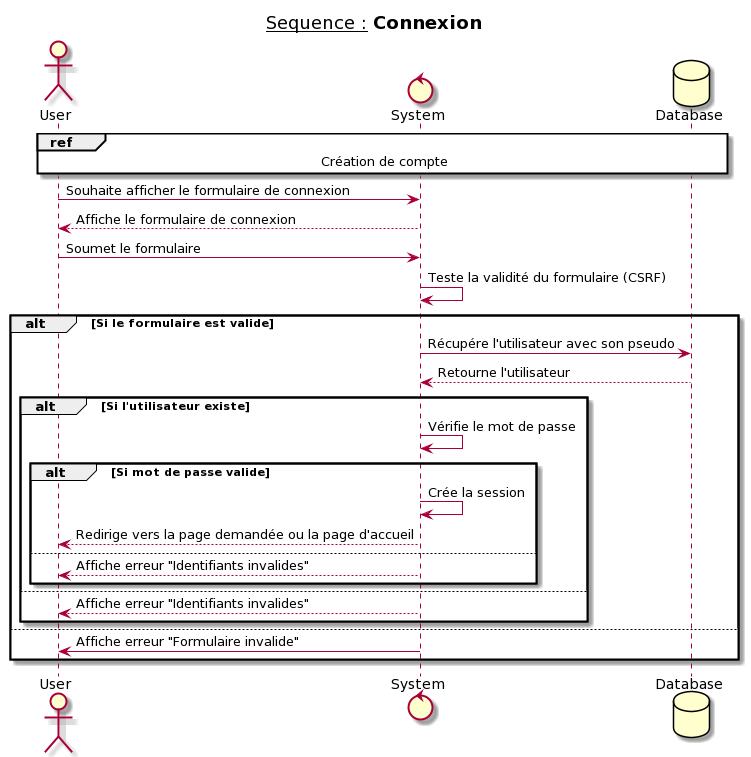 Sequence : Connexion
User
System
Database
ref
Création de compte
Souhaite afficher le formulaire de connexion
Affiche le formulaire de connexion
Soumet le formulaire
Teste la validité du formulaire (CSRF)
alt [Si le formulaire est valide]
Récupére l'utilisateur avec son pseudo
Retourne l'utilisateur
alt [Si l'utilisateur existe]
Vérifie le mot de passe
alt [Si mot de passe valide]
Crée la session
Redirige vers la page demandée ou la page d'accueil
Affiche erreur "Identifiants invalides"
Affiche erreur "Identifiants invalides"
Affiche erreur "Formulaire invalide"
User
System
Database